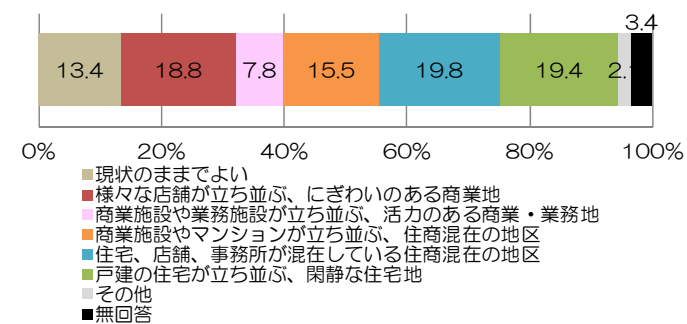 3.4
13.4 18.8 7.8 15.5 19.8 19.4 2.
0% 20% 40% 60% 80% 100%
現状のままでよい
様々な店舗が立ち並ぶ、にぎわいのある商業地
商業施設や業務施設が立ち並ぶ、活力のある商業・業務地
商業施設やマンションが立ち並ぶ、住商混在の地区
住宅、店舗、事務所が混在している住商混在の地区
戸建の住宅が立ち並ぶ、閑静な住宅地
その他
無回答